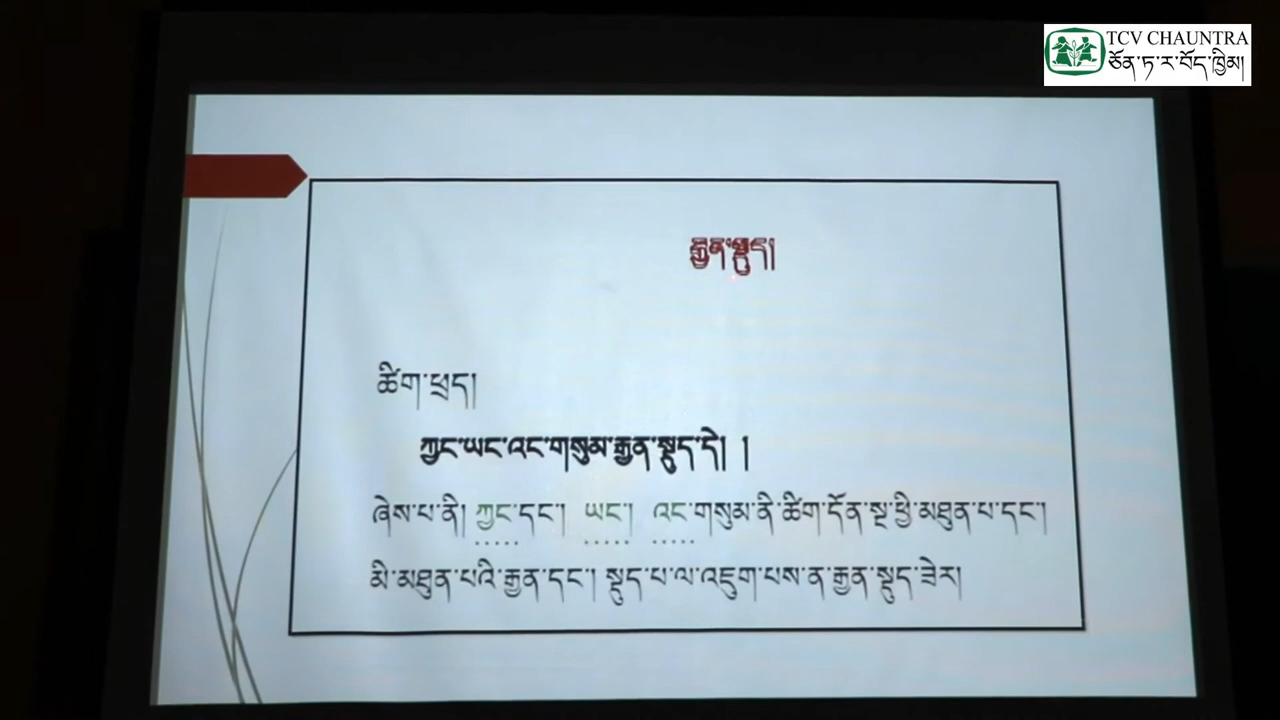 TCV CHAUNTRA
ཅོན་ཏ་ར་བོད་ཁྱིམ།
རྒྱན་སྡུད།
ཚིག་ཕྲད།
ཀྱང་ཡང་འང་གསུམ་རྒྱན་སྡུད་དེ། །
ཞེས་པ་ནི། ཀྱང་དང་། ཡང་། འང་གསུམ་ནི་ཚིག་དོན་སྔ་ཕྱི་མཐུན་པ་དང་།
མི་མཐུན་པའི་རྒྱན་དང་། སྡུད་པ་ལ་འཇུག་པས་ན་རྒྱན་སྡུད་ཟེར།